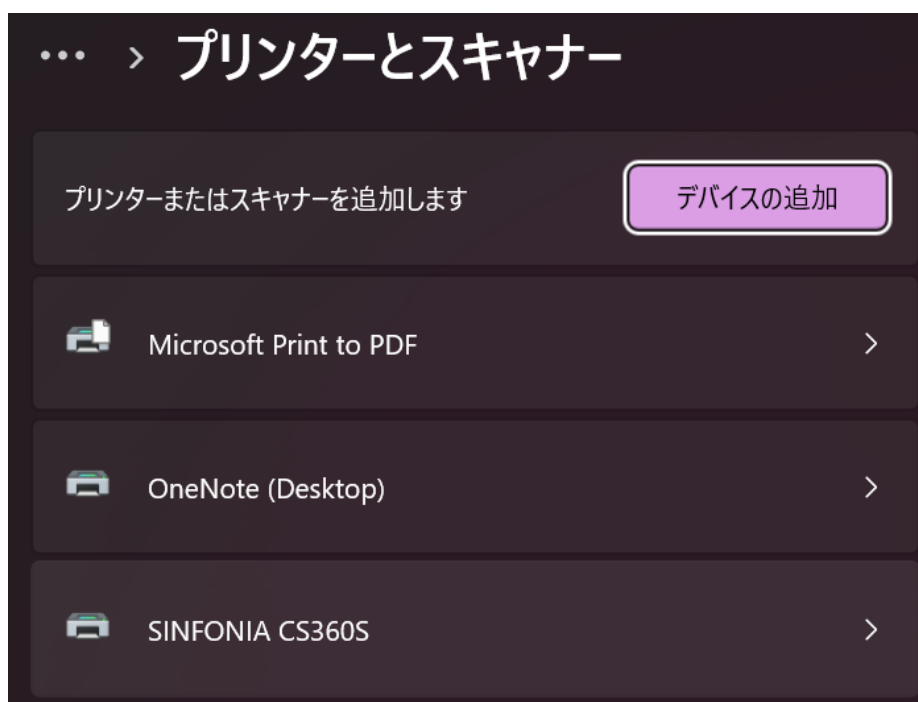 … > プリンターとスキャナー
プリンターまたはスキャナーを追加します
デバイスの追加
Microsoft Print to PDF
OneNote (Desktop)
SINFONIA CS360S